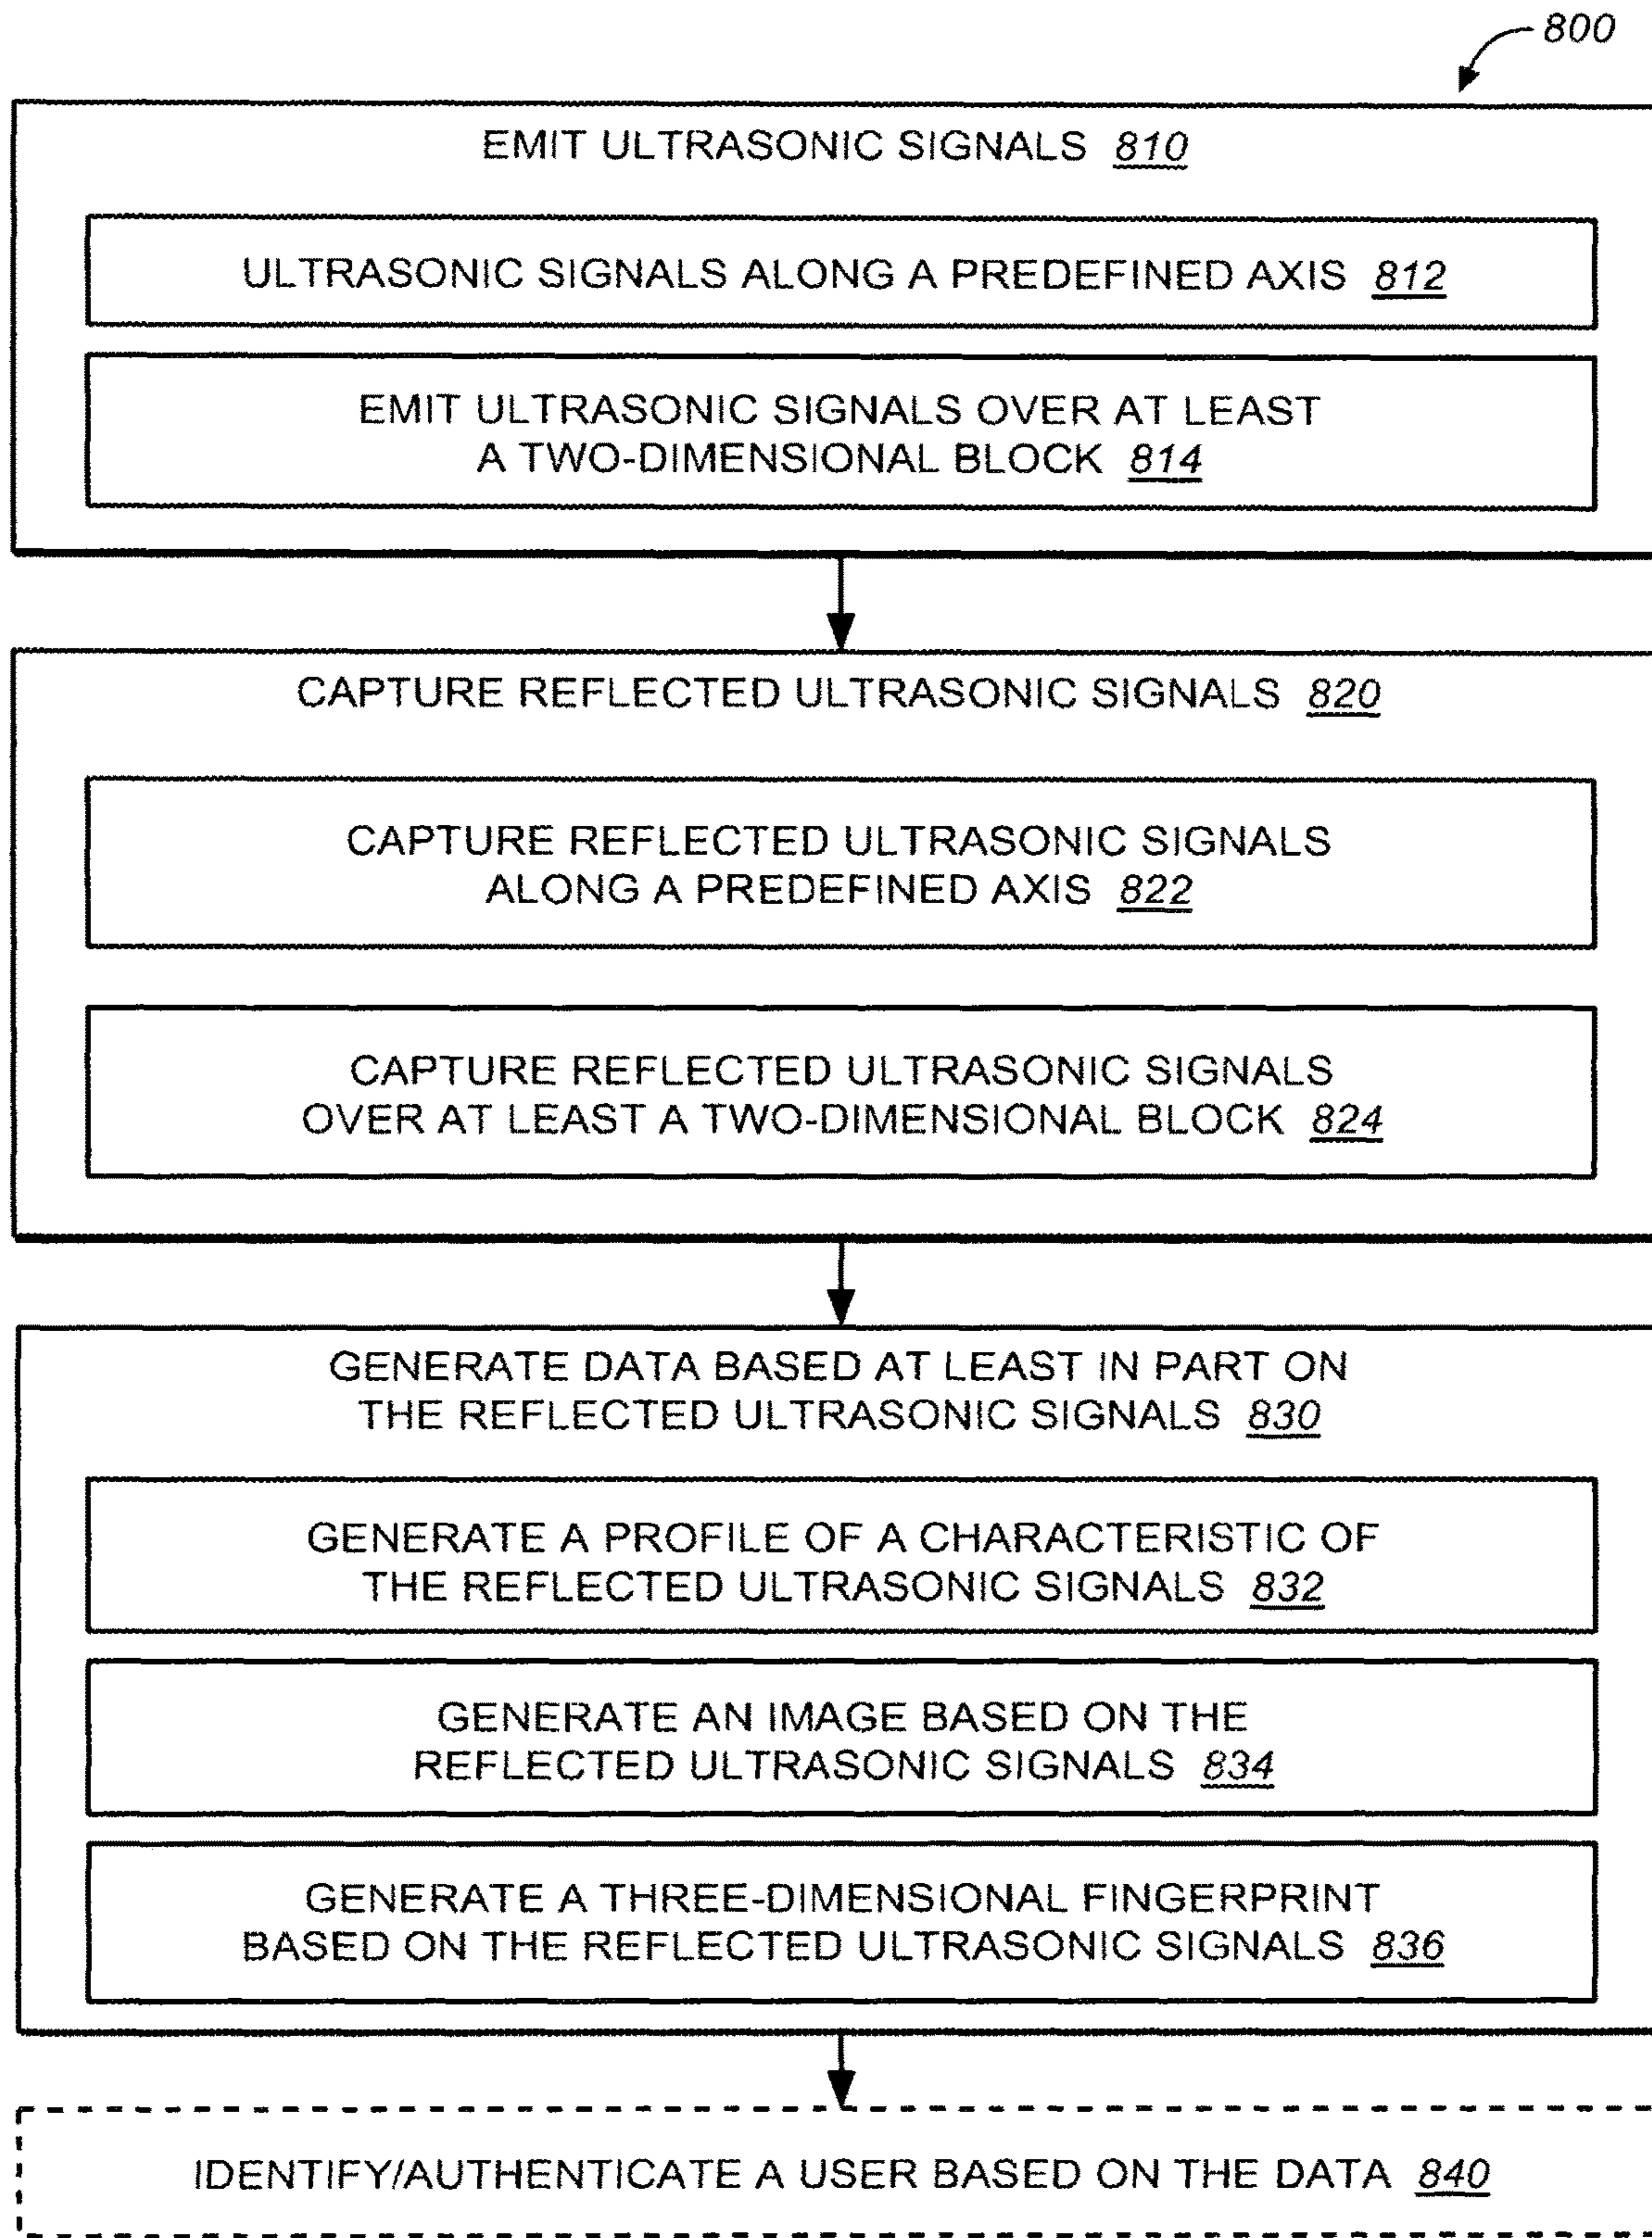 800
EMIT ULTRASONIC SIGNALS 810
ULTRASONIC SIGNALS ALONG A PREDEFINED AXIS 812
EMIT ULTRASONIC SIGNALS OVER AT LEAST
A TWO-DIMENSIONAL BLOCK 814
CAPTURE REFLECTED ULTRASONIC SIGNALS 820
CAPTURE REFLECTED ULTRASONIC SIGNALS
ALONG A PREDEFINED AXIS 822
CAPTURE REFLECTED ULTRASONIC SIGNALS
OVER AT LEAST A TWO-DIMENSIONAL BLOCK 824
GENERATE DATA BASED AT LEAST IN PART ON
THE REFLECTED ULTRASONIC SIGNALS 830
GENERATE A PROFILE OF A CHARACTERISTIC OF
THE REFLECTED ULTRASONIC SIGNALS 832
GENERATE AN IMAGE BASED ON THE
REFLECTED ULTRASONIC SIGNALS 834
GENERATE A THREE-DIMENSIONAL FINGERPRINT
BASED ON THE REFLECTED ULTRASONIC SIGNALS 836
IDENTIFY/AUTHENTICATE A USER BASED ON THE DATA 840